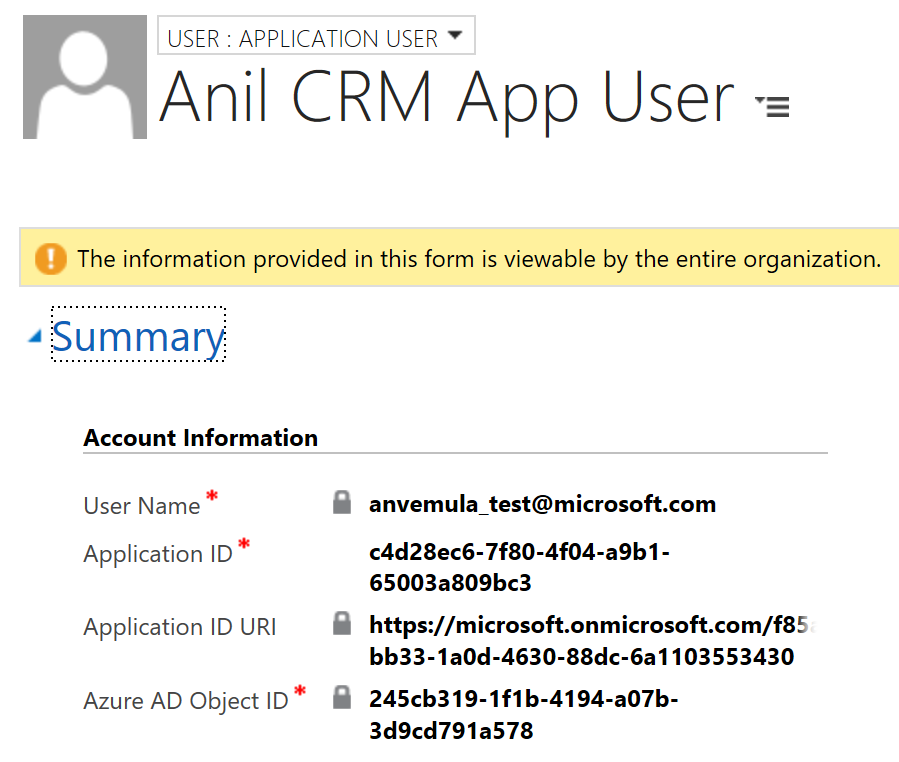 USER : APPLICATION USER
Anil CRM App User
The information provided in this form is viewable by the entire organization.
Summary
Account Information
User Name * anvemula_test@microsoft.com
Application ID * c4d28ec6-7f80-4f04-a9b1-
65003a809bc3
Application ID URI https://microsoft.onmicrosoft.com/f85
bb33-1a0d-4630-88dc-6a1103553430
Azure AD Object ID * 245cb319-1f1b-4194-a07b-
3d9cd791a578